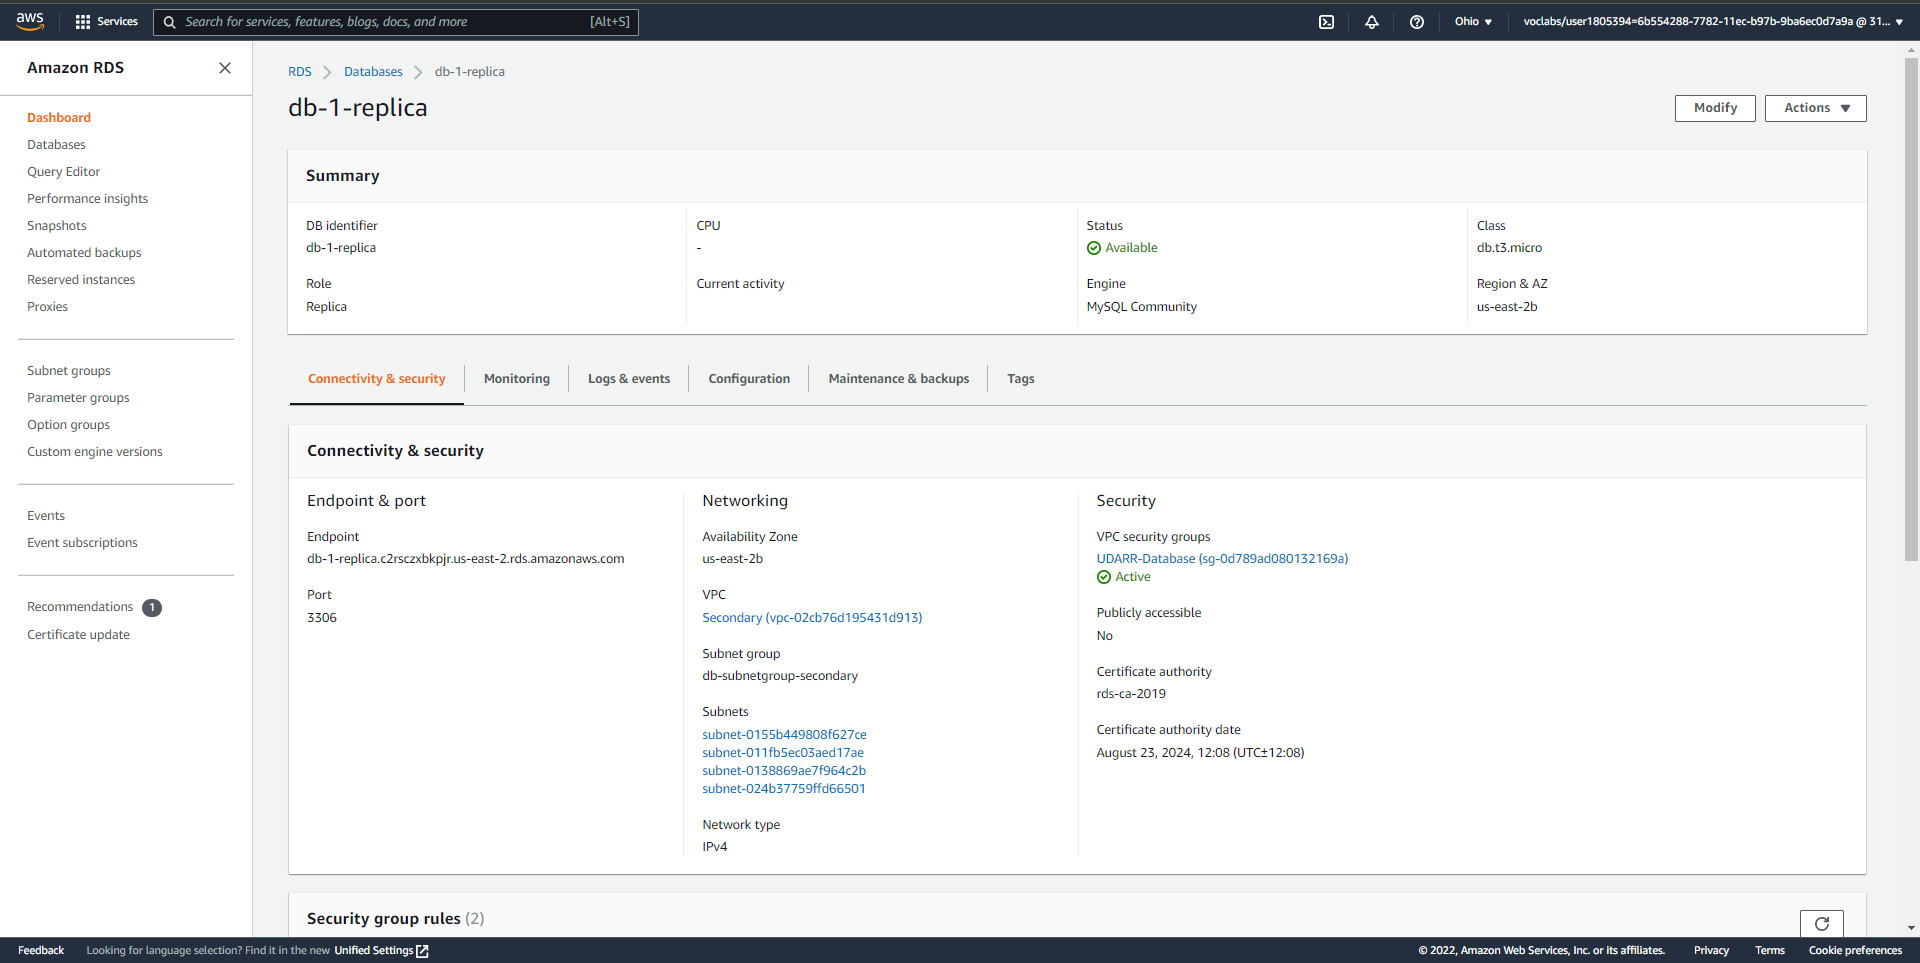 aws
Services
Search for services, features, blogs, docs, and more
[Alt+S]
Ohio ▼
voclabs/user1805394=6b554288-7782-11ec-b97b-9ba6ec0d7a9a @ 31... ▼
Amazon RDS
Dashboard
Databases
Query Editor
Performance insights
Snapshots
Automated backups
Reserved instances
Proxies
Subnet groups
Parameter groups
Option groups
Custom engine versions
Events
Event subscriptions
Recommendations 1
Certificate update
RDS > Databases > db-1-replica
db-1-replica
Modify
Actions ▼
Summary
DB identifier
db-1-replica
Role
Replica
CPU
-
Current activity
Status
Available
Engine
MySQL Community
Class
db.t3.micro
Region & AZ
us-east-2b
Connectivity & security
Monitoring
Logs & events
Configuration
Maintenance & backups
Tags
Connectivity & security
Endpoint & port
Endpoint
db-1-replica.c2rsczxbkpjr.us-east-2.rds.amazonaws.com
Port
3306
Networking
Availability Zone
us-east-2b
VPC
Secondary (vpc-02cb76d195431d913)
Subnet group
db-subnetgroup-secondary
Subnets
subnet-0155b449808f627ce
subnet-011fb5ec03aed17ae
subnet-0138869ae7f964c2b
subnet-024b37759ffd66501
Network type
IPv4
Security
VPC security groups
UDARR-Database (sg-0d789ad080132169a)
Active
Publicly accessible
No
Certificate authority
rds-ca-2019
Certificate authority date
August 23, 2024, 12:08 (UTC±12:08)
Security group rules (2)
Feedback
Looking for language selection? Find it in the new Unified Settings
© 2022, Amazon Web Services, Inc. or its affiliates.
Privacy
Terms
Cookie preferences